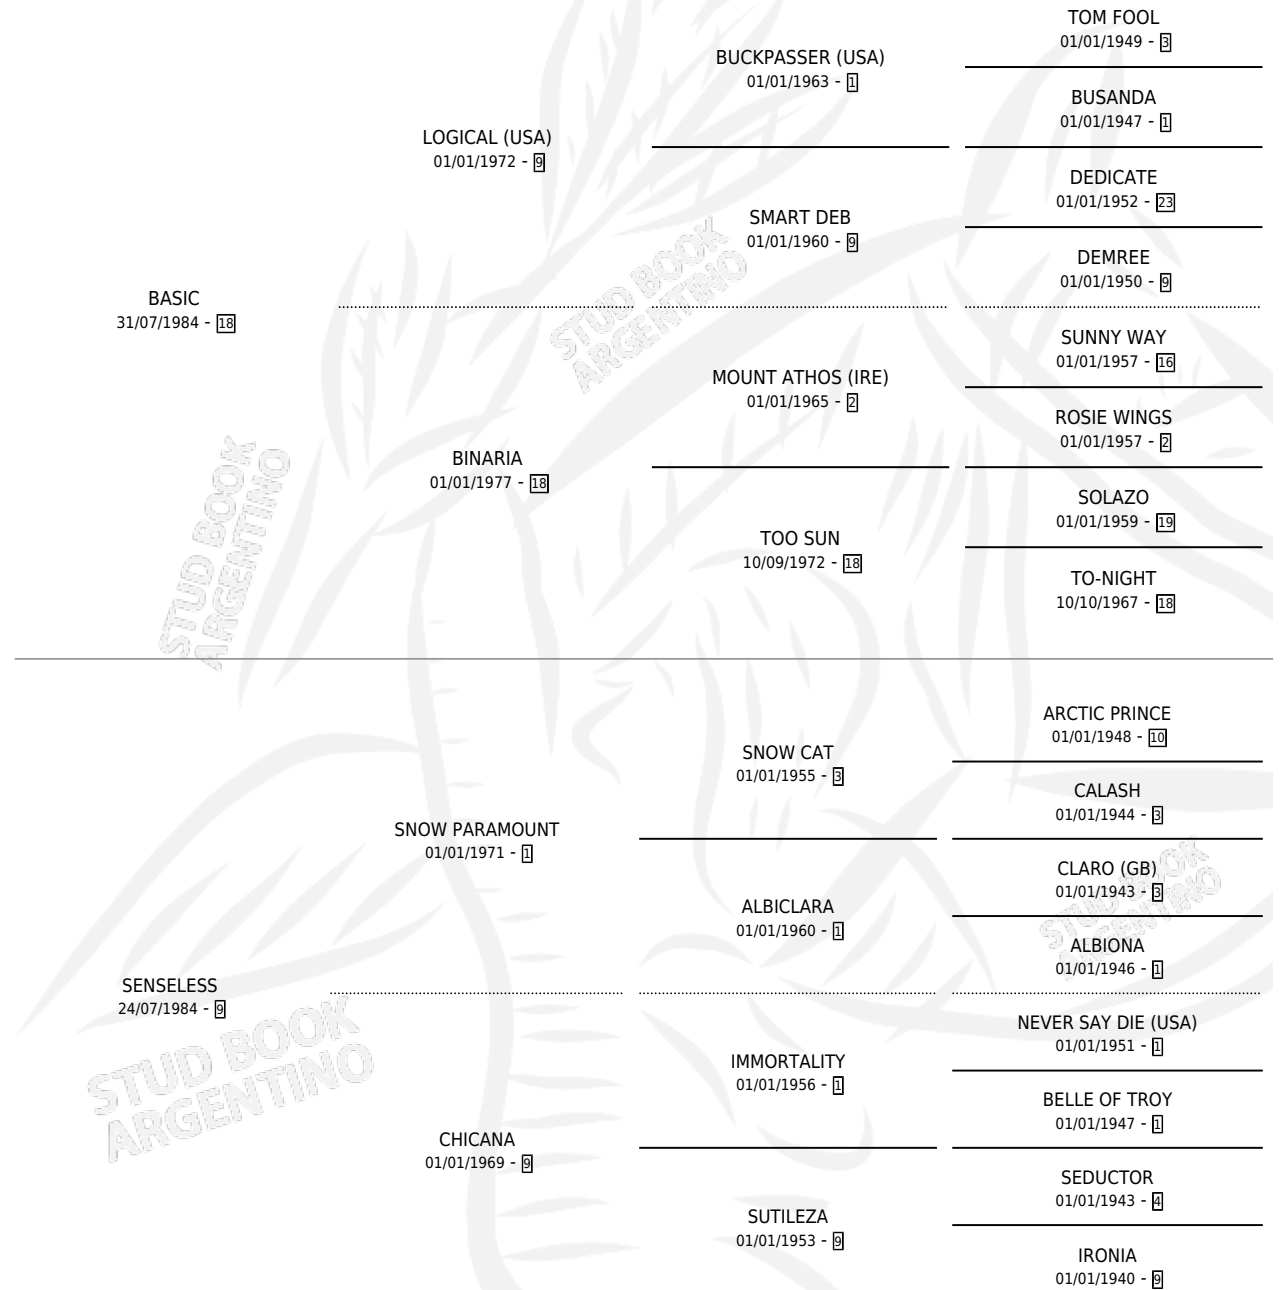 TOM FOOL
01/01/1949 - 3
BUCKPASSER (USA)
01/01/1963 - 1
BUSANDA
01/01/1947 - 1
LOGICAL (USA)
01/01/1972 - 9
DEDICATE
01/01/1952 - 23
SMART DEB
01/01/1960 - 9
DEMREE
01/01/1950 - 9
BASIC
31/07/1984 - 18
SUNNY WAY
01/01/1957 - 16
MOUNT ATHOS (IRE)
01/01/1965 - 2
ROSIE WINGS
01/01/1957 - 2
BINARIA
01/01/1977 - 18
SOLAZO
01/01/1959 - 19
TOO SUN
10/09/1972 - 18
TO-NIGHT
10/10/1967 - 18
ARCTIC PRINCE
01/01/1948 - 10
SNOW CAT
01/01/1955 - 3
CALASH
01/01/1944 - 3
SNOW PARAMOUNT
01/01/1971 - 1
CLARO (GB)
01/01/1943 - 3
ALBICLARA
01/01/1960 - 1
ALBIONA
01/01/1946 - 1
SENSELESS
24/07/1984 - 9
NEVER SAY DIE (USA)
01/01/1951 - 1
IMMORTALITY
01/01/1956 - 1
BELLE OF TROY
01/01/1947 - 1
CHICANA
01/01/1969 - 9
SEDUCTOR
01/01/1943 - 4
SUTILEZA
01/01/1953 - 9
IRONIA
01/01/1940 - 9
STUD BOOK
ARGENTINO
STUD BOOK
ARGENTINO
STUD BOOK
ARGENTINO
STUD BOOK
ARGENTINO